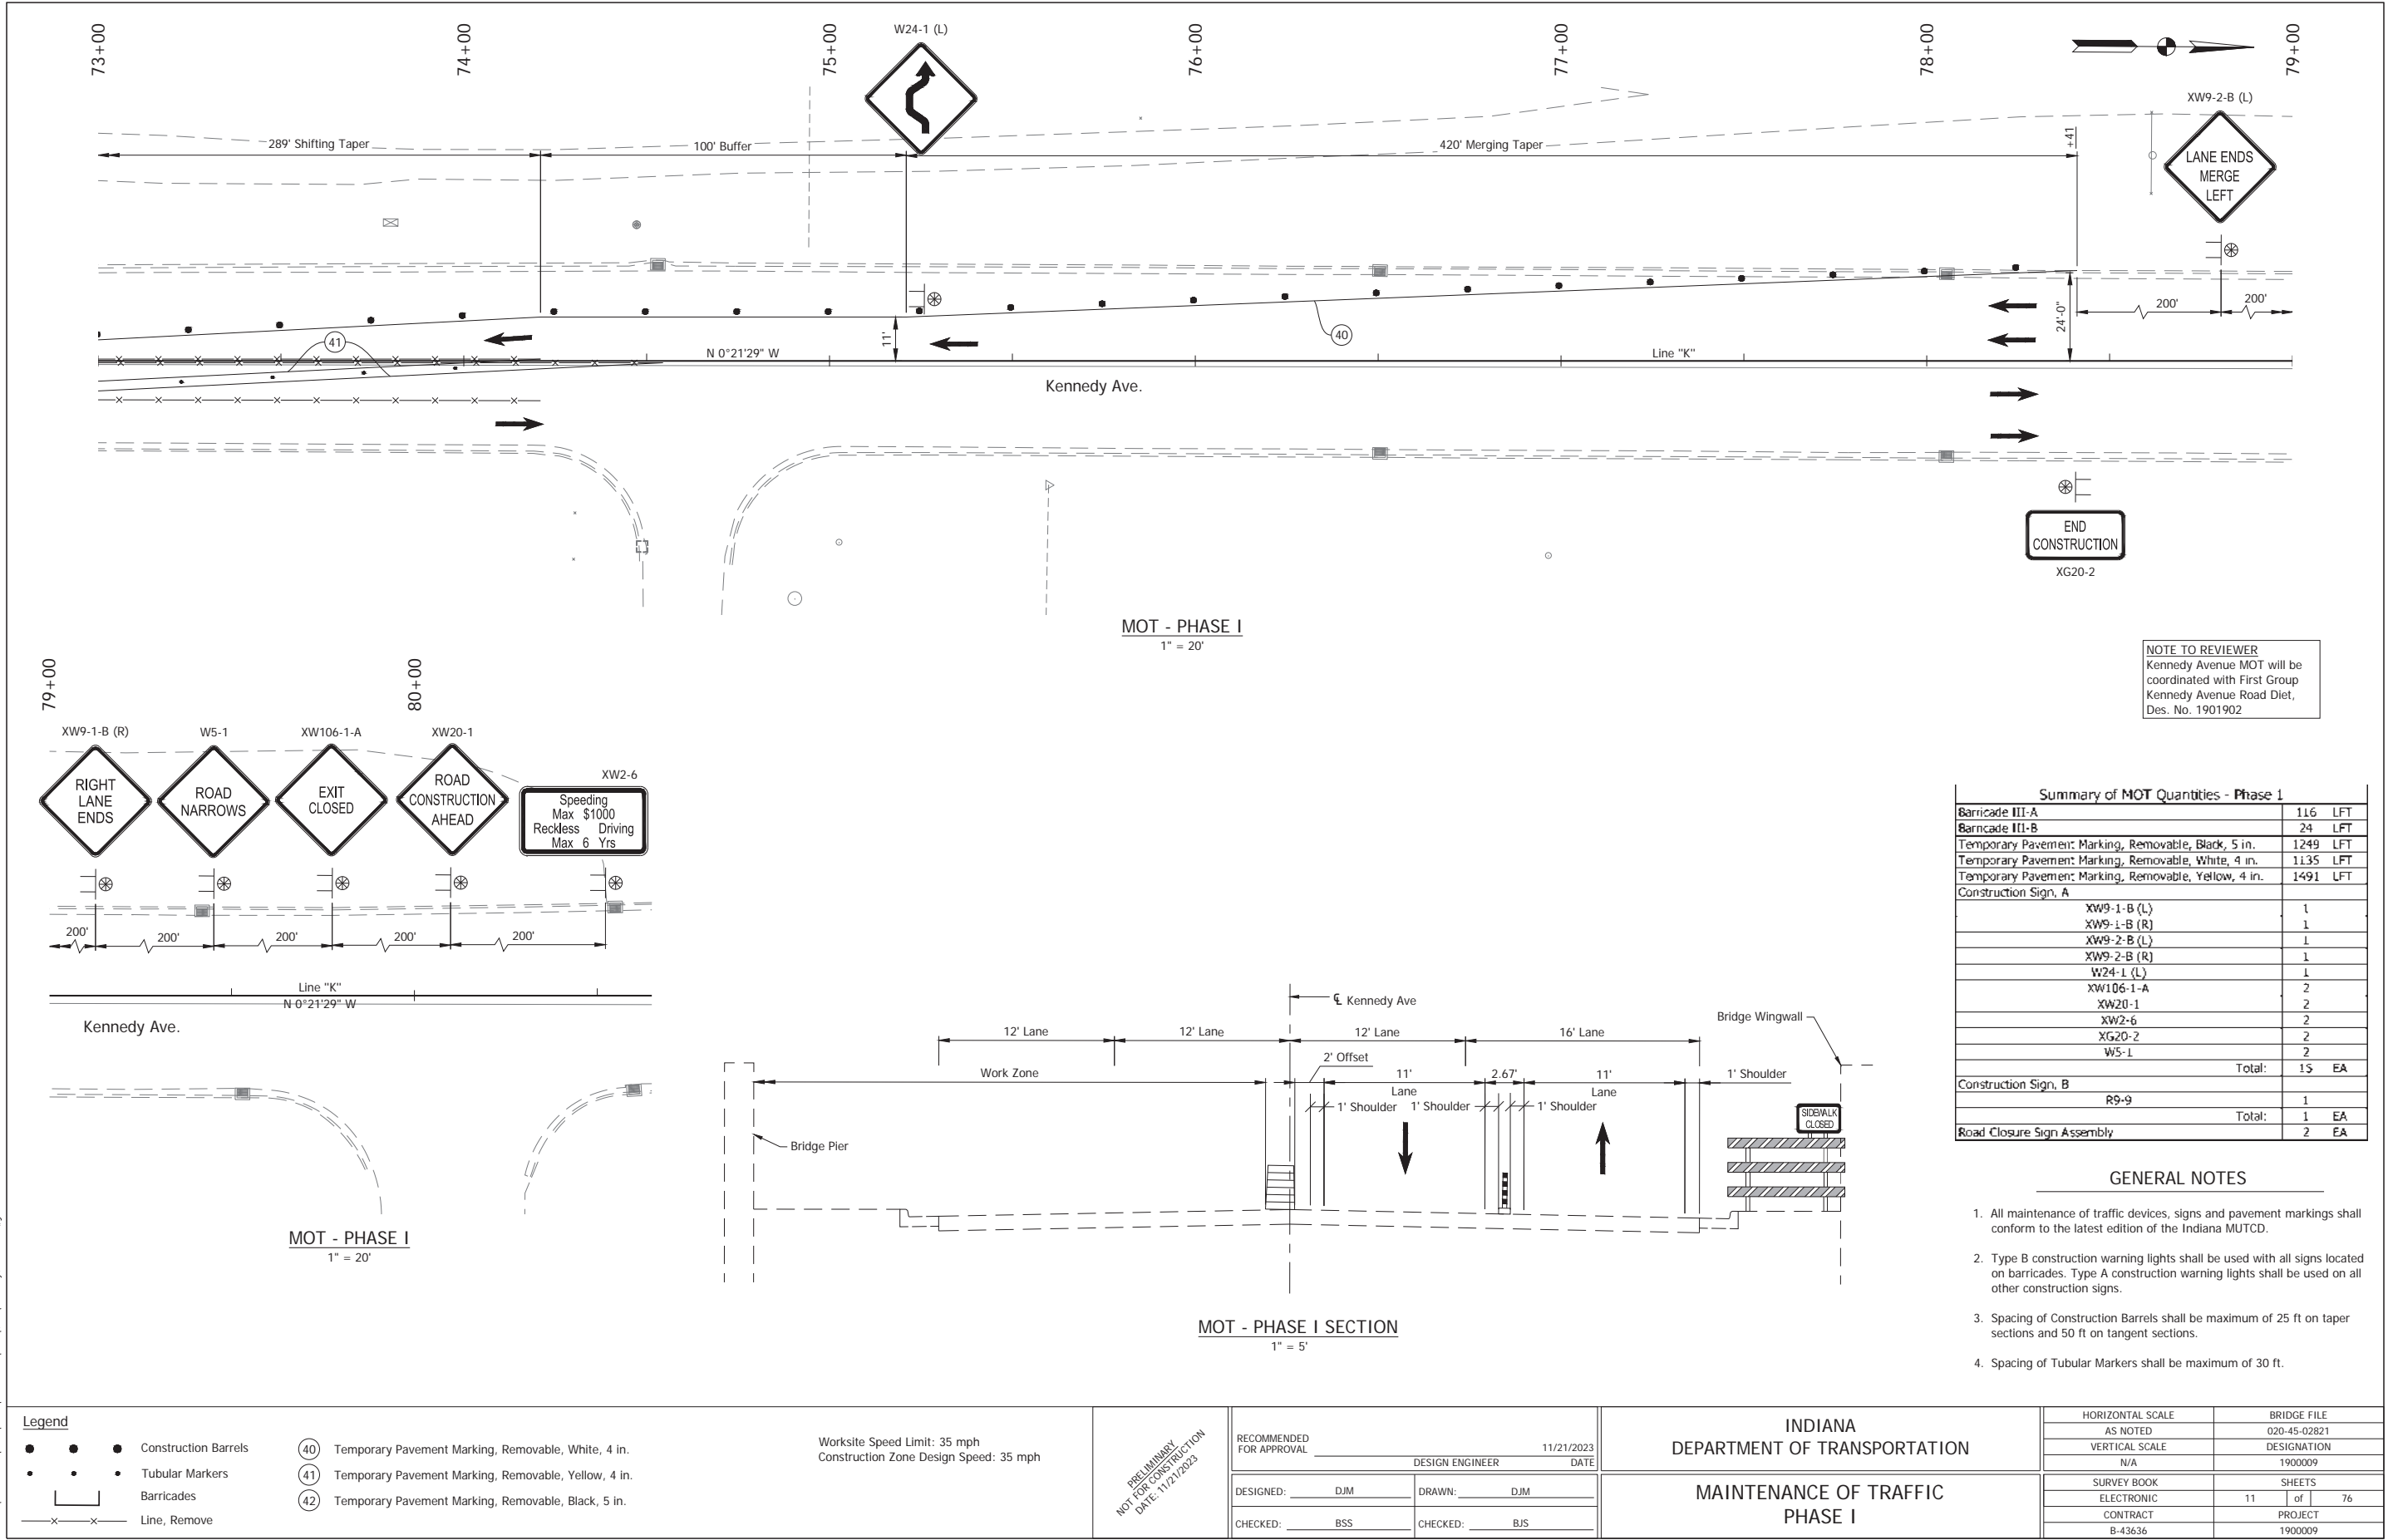 73+00
74+00
75+00
76+00
77+00
78+00
79+00
W24-1 (L)
XW9-2-B (L)
LANE ENDS
MERGE
LEFT
289' Shifting Taper
100' Buffer
420' Merging Taper
+41
200'
200'
24'-0"
11'
40
41
N 0°21'29" W
Line "K"
Kennedy Ave.
END
CONSTRUCTION
XG20-2
MOT - PHASE I
1" = 20'
NOTE TO REVIEWER
Kennedy Avenue MOT will be
coordinated with First Group
Kennedy Avenue Road Diet,
Des. No. 1901902
79+00
80+00
XW9-1-B (R)
W5-1
XW106-1-A
XW20-1
XW2-6
RIGHT
LANE
ENDS
ROAD
NARROWS
EXIT
CLOSED
ROAD
CONSTRUCTION
AHEAD
Speeding
Max $1000
Reckless Driving
Max 6 Yrs
200'
200'
200'
200'
200'
Line "K"
N 0°21'29" W
Kennedy Ave.
MOT - PHASE I
1" = 20'
℄ Kennedy Ave
12' Lane
12' Lane
12' Lane
16' Lane
Bridge Wingwall
2' Offset
Work Zone
11'
Lane
2.67'
11'
Lane
1' Shoulder
1' Shoulder
1' Shoulder
1' Shoulder
Bridge Pier
SIDEWALK
CLOSED
MOT - PHASE I SECTION
1" = 5'
Summary of MOT Quantities - Phase 1
Barricade III-A 116 LFT
Barricade III-B 24 LFT
Temporary Pavement Marking, Removable, Black, 5 in. 1249 LFT
Temporary Pavement Marking, Removable, White, 4 in. 1135 LFT
Temporary Pavement Marking, Removable, Yellow, 4 in. 1491 LFT
Construction Sign, A
XW9-1-B (L) 1
XW9-1-B (R) 1
XW9-2-B (L) 1
XW9-2-B (R) 1
W24-1 (L) 1
XW106-1-A 2
XW20-1 2
XW2-6 2
XG20-2 2
W5-1 2
Total: 15 EA
Construction Sign, B
R9-9 1
Total: 1 EA
Road Closure Sign Assembly 2 EA
GENERAL NOTES
1. All maintenance of traffic devices, signs and pavement markings shall
conform to the latest edition of the Indiana MUTCD.
2. Type B construction warning lights shall be used with all signs located
on barricades. Type A construction warning lights shall be used on all
other construction signs.
3. Spacing of Construction Barrels shall be maximum of 25 ft on taper
sections and 50 ft on tangent sections.
4. Spacing of Tubular Markers shall be maximum of 30 ft.
Legend
Construction Barrels
Tubular Markers
Barricades
Line, Remove
40 Temporary Pavement Marking, Removable, White, 4 in.
41 Temporary Pavement Marking, Removable, Yellow, 4 in.
42 Temporary Pavement Marking, Removable, Black, 5 in.
Worksite Speed Limit: 35 mph
Construction Zone Design Speed: 35 mph
PRELIMINARY
NOT FOR CONSTRUCTION
DATE: 11/21/2023
RECOMMENDED
FOR APPROVAL 11/21/2023
DESIGN ENGINEER DATE
DESIGNED: DJM DRAWN: DJM
CHECKED: BSS CHECKED: BJS
INDIANA
DEPARTMENT OF TRANSPORTATION
MAINTENANCE OF TRAFFIC
PHASE I
HORIZONTAL SCALE BRIDGE FILE
AS NOTED 020-45-02821
VERTICAL SCALE DESIGNATION
N/A 1900009
SURVEY BOOK SHEETS
ELECTRONIC 11 of 76
CONTRACT PROJECT
B-43636 1900009